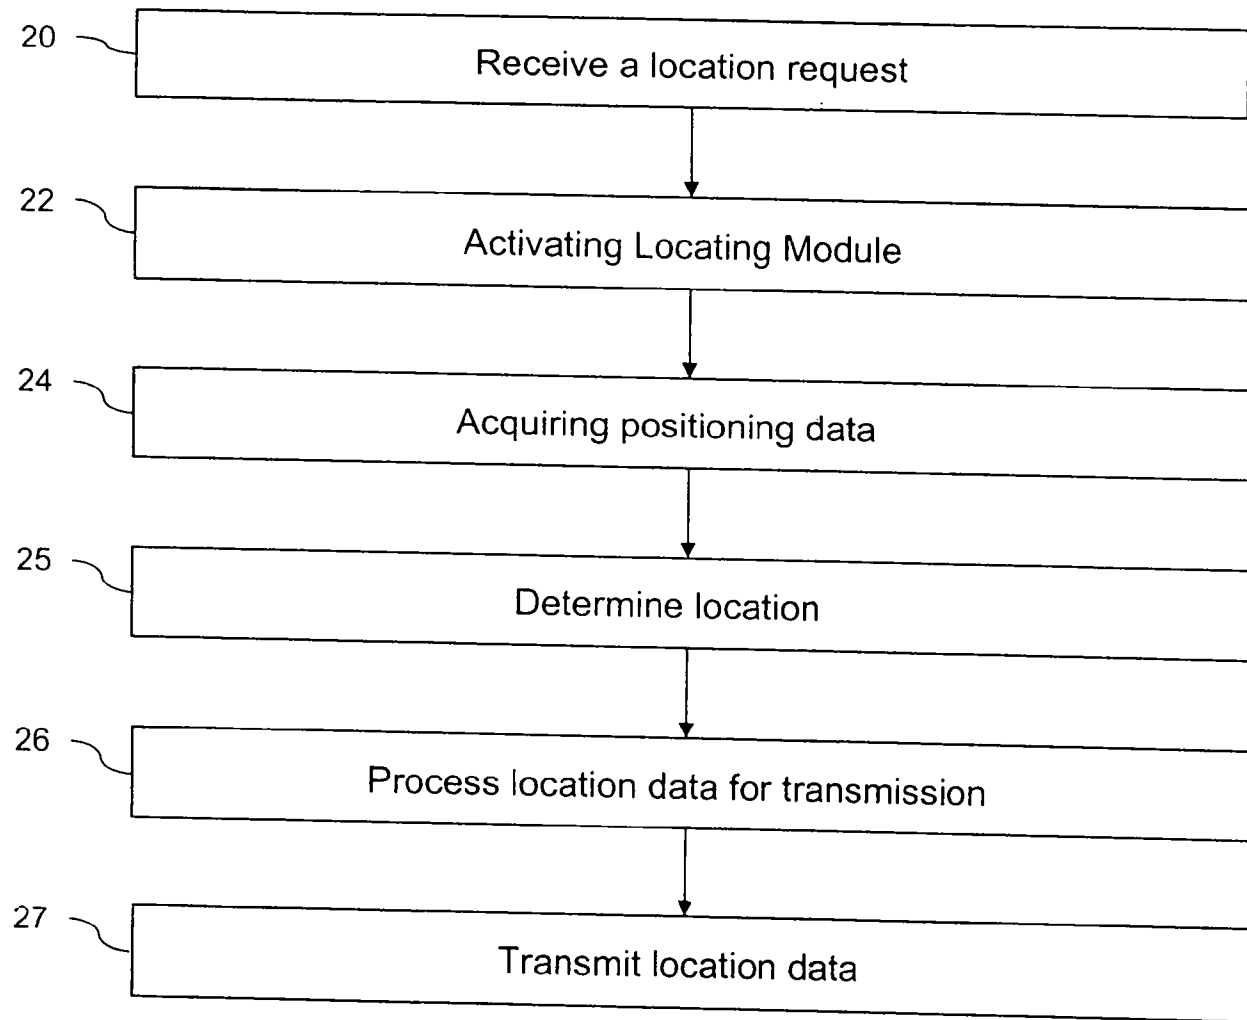 20
Receive a location request
22
Activating Locating Module
24
Acquiring positioning data
25
Determine location
26
Process location data for transmission
27
Transmit location data